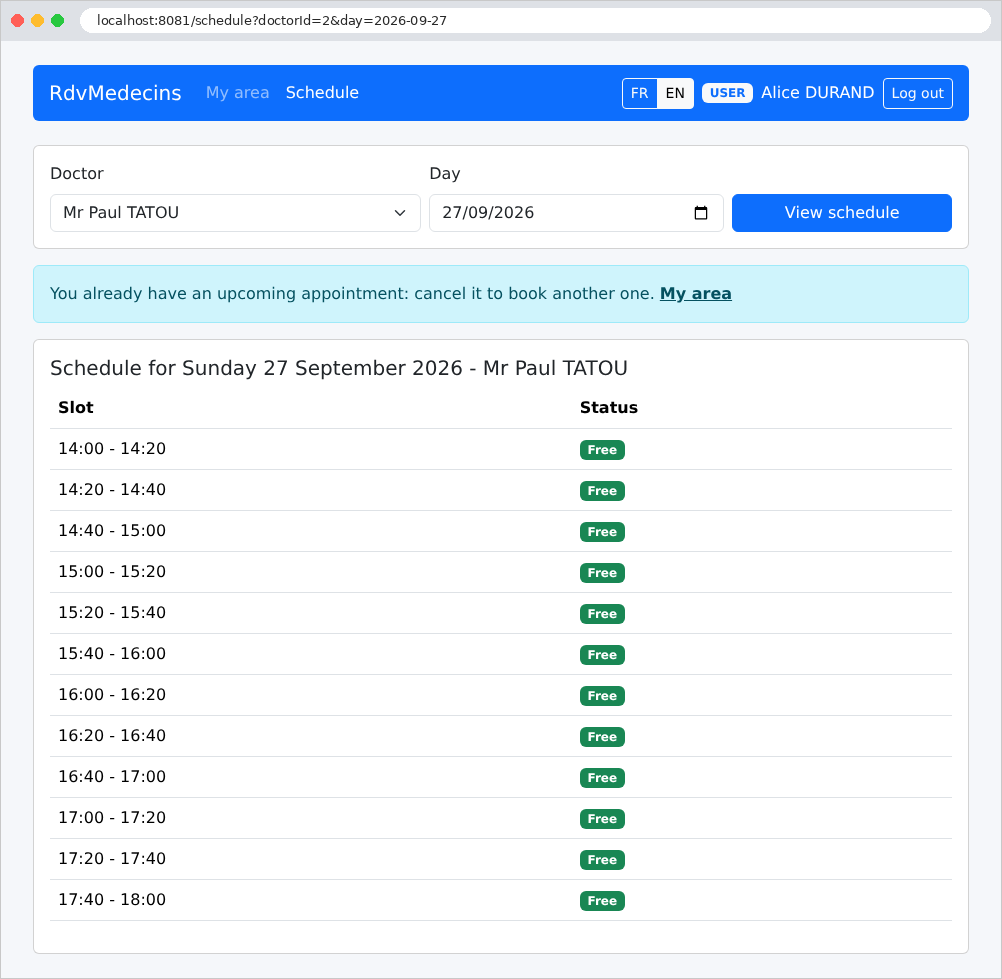 localhost:8081/schedule?doctorId=2&day=2026-09-27
RdvMedecins My area Schedule FR EN USER Alice DURAND Log out
Doctor Day
Mr Paul TATOU 27/09/2026 View schedule
You already have an upcoming appointment: cancel it to book another one. My area
Schedule for Sunday 27 September 2026 - Mr Paul TATOU
Slot Status
14:00 - 14:20 Free
14:20 - 14:40 Free
14:40 - 15:00 Free
15:00 - 15:20 Free
15:20 - 15:40 Free
15:40 - 16:00 Free
16:00 - 16:20 Free
16:20 - 16:40 Free
16:40 - 17:00 Free
17:00 - 17:20 Free
17:20 - 17:40 Free
17:40 - 18:00 Free